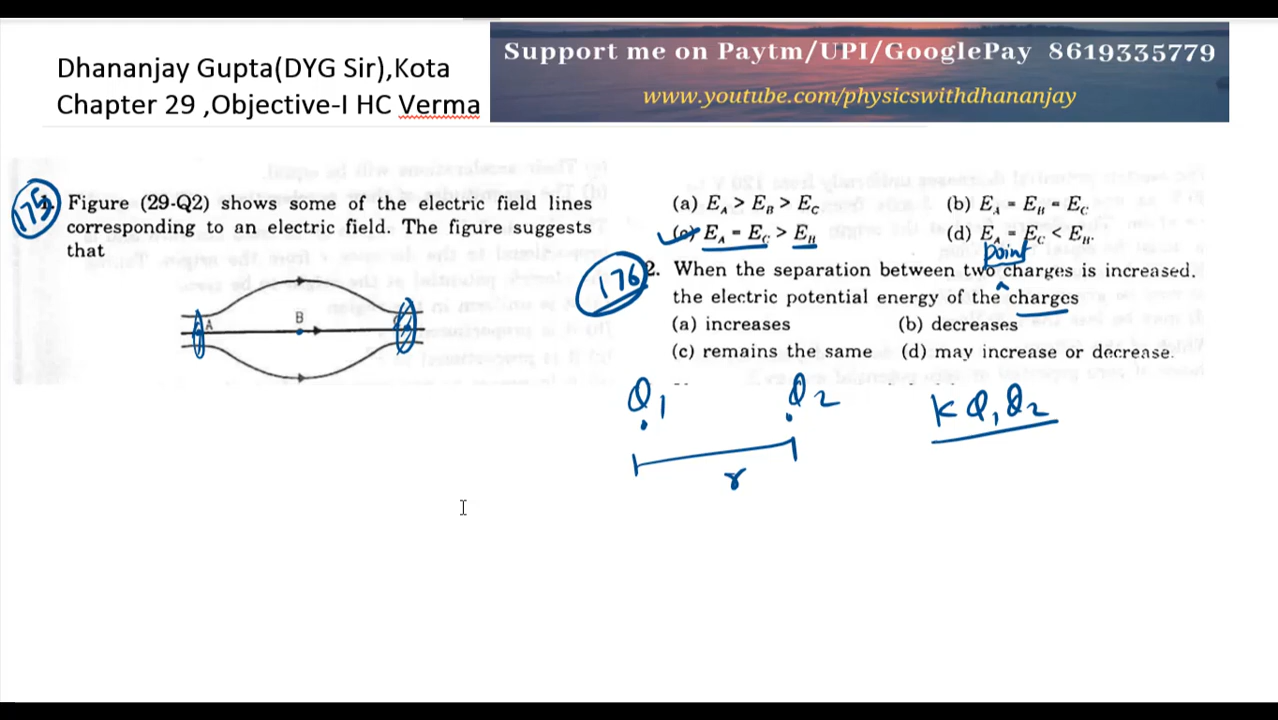 Support me on Paytm/UPI/GooglePay 8619335779
www.youtube.com/physicswithdhananjay
Dhananjay Gupta(DYG Sir),Kota
Chapter 29 ,Objective-I HC Verma
175
1. Figure (29-Q2) shows some of the electric field lines
corresponding to an electric field. The figure suggests
that
A
B
(a) E_A > E_B > E_C (b) E_A = E_B = E_C
(c) E_A = E_C > E_B (d) E_A = E_C < E_B.
176
point
2. When the separation between two charges is increased.
the electric potential energy of the charges
(a) increases (b) decreases
(c) remains the same (d) may increase or decrease.
Q1 Q2
r
K Q1 Q2